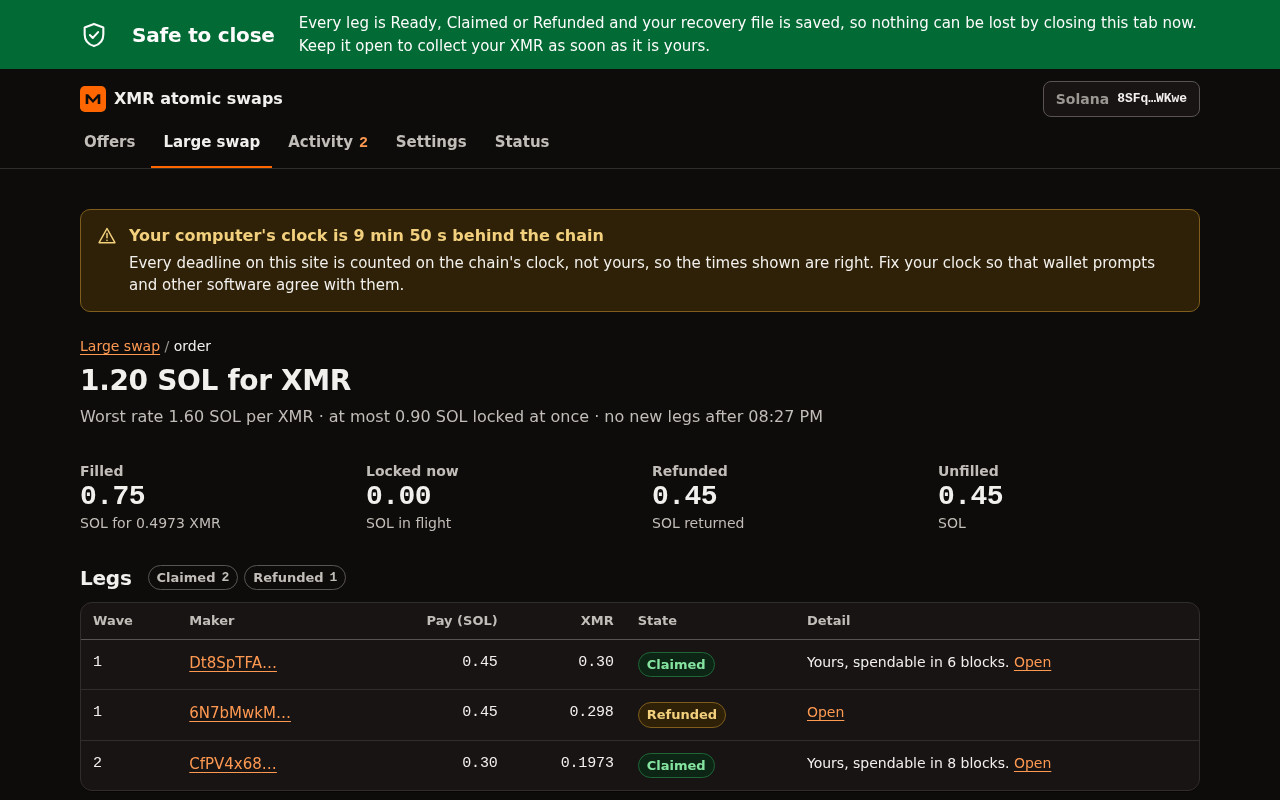 Safe to close
Every leg is Ready, Claimed or Refunded and your recovery file is saved, so nothing can be lost by closing this tab now.
Keep it open to collect your XMR as soon as it is yours.
XMR atomic swaps
Solana 8SFq…WKwe
Offers Large swap Activity 2 Settings Status
Your computer's clock is 9 min 50 s behind the chain
Every deadline on this site is counted on the chain's clock, not yours, so the times shown are right. Fix your clock so that wallet prompts
and other software agree with them.
Large swap / order
1.20 SOL for XMR
Worst rate 1.60 SOL per XMR · at most 0.90 SOL locked at once · no new legs after 08:27 PM
Filled Locked now Refunded Unfilled
0.75 0.00 0.45 0.45
SOL for 0.4973 XMR SOL in flight SOL returned SOL
Legs Claimed 2 Refunded 1
Wave Maker Pay (SOL) XMR State Detail
1 Dt8SpTFA… 0.45 0.30 Claimed Yours, spendable in 6 blocks. Open
1 6N7bMwkM… 0.45 0.298 Refunded Open
2 CfPV4x68… 0.30 0.1973 Claimed Yours, spendable in 8 blocks. Open